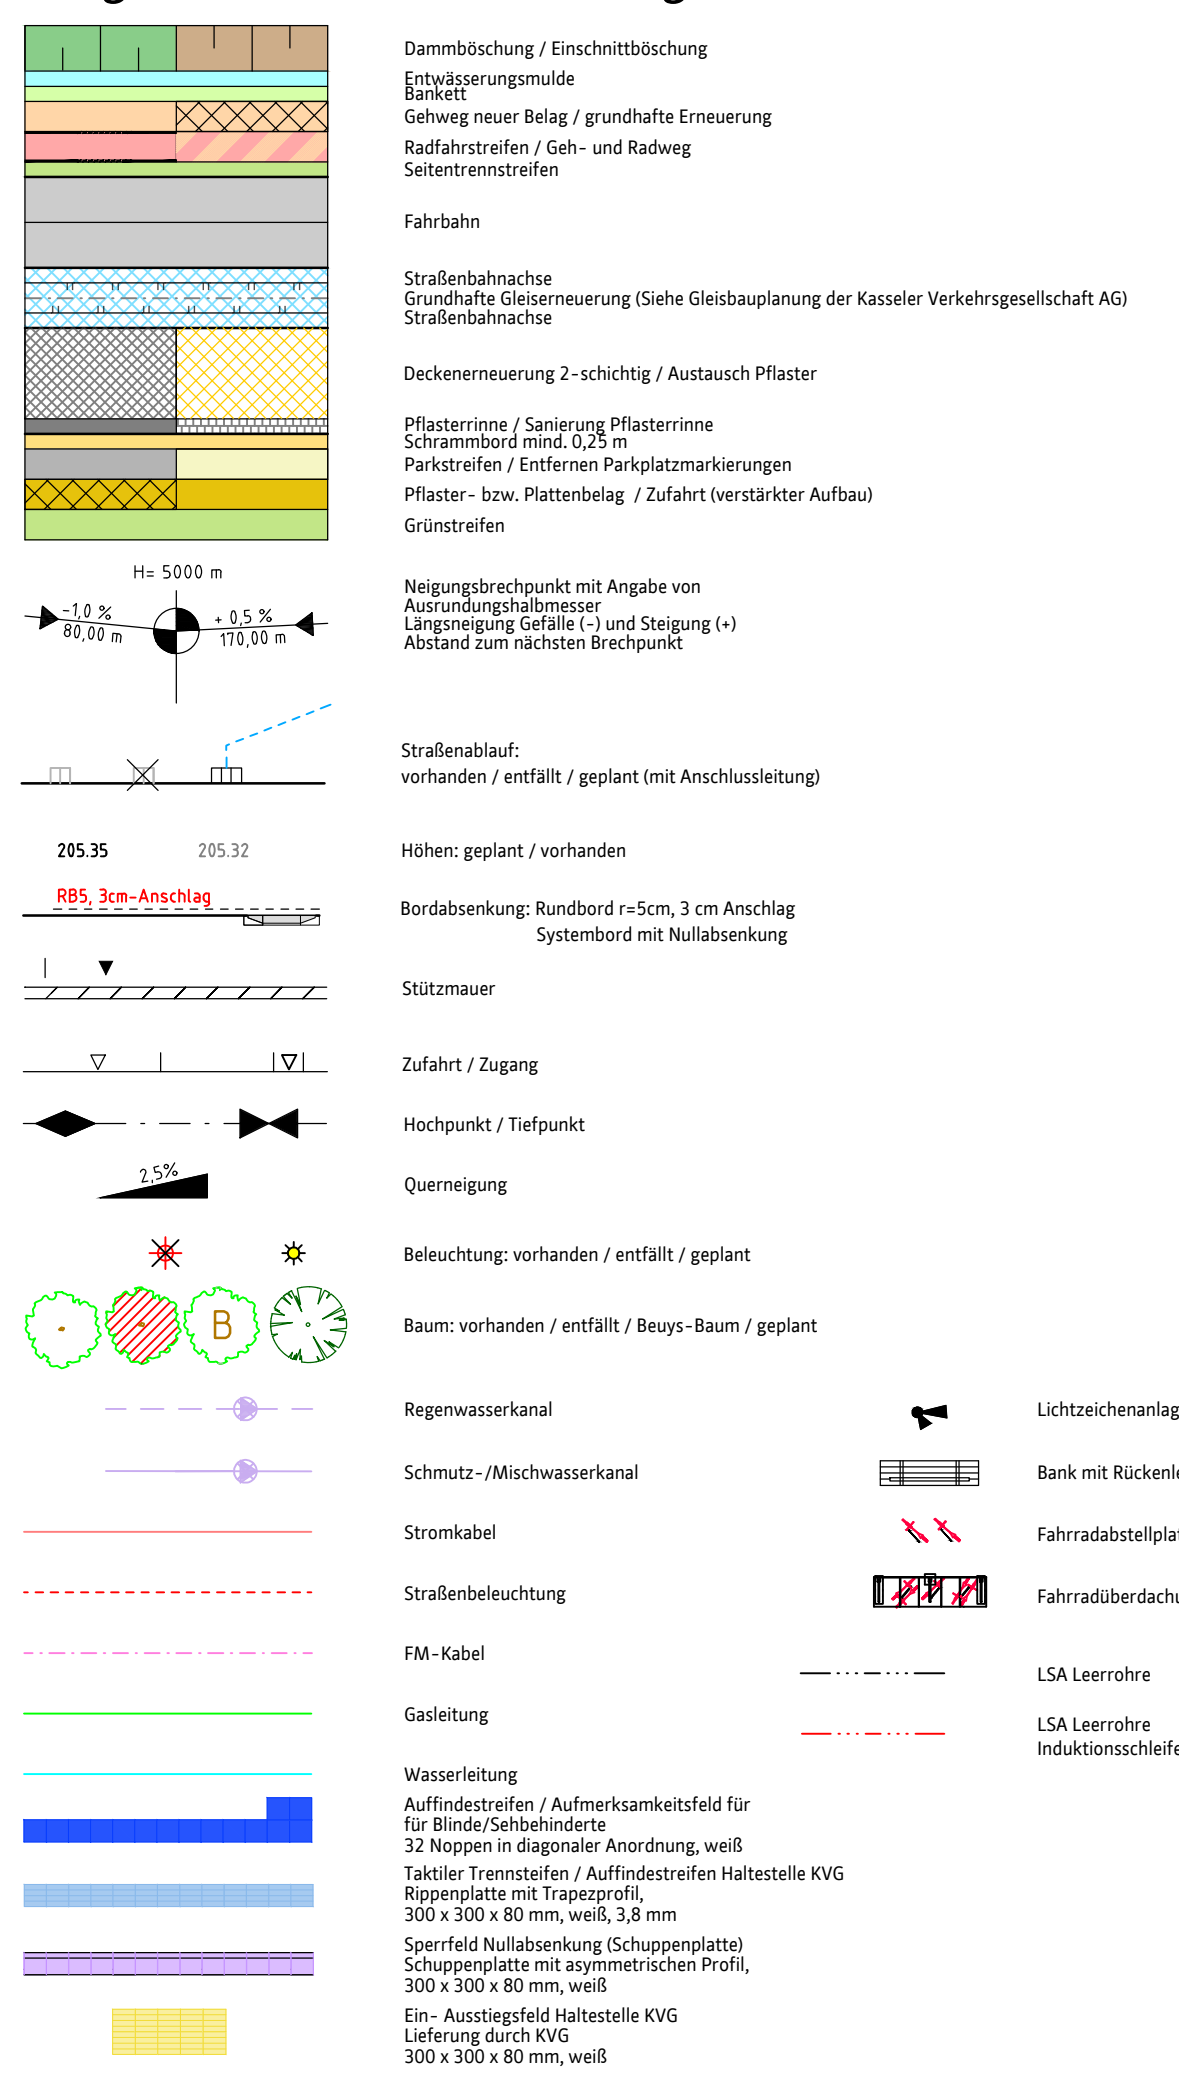 Dammböschung / Einschnittböschung
Entwässerungsmulde
Bankett
Gehweg neuer Belag / grundhafte Erneuerung
Radfahrstreifen / Geh- und Radweg
Seitentrennstreifen
Fahrbahn
Straßenbahnachse
Grundhafte Gleiserneuerung (Siehe Gleisbauplanung der Kasseler Verkehrsgesellschaft AG)
Straßenbahnachse
Deckenerneuerung 2-schichtig / Austausch Pflaster
Pflasterrinne / Sanierung Pflasterrinne
Schrammbord mind. 0,25 m
Parkstreifen / Entfernen Parkplatzmarkierungen
Pflaster- bzw. Plattenbelag / Zufahrt (verstärkter Aufbau)
Grünstreifen
H= 5000 m
-1,0 %
80,00 m
+ 0,5 %
170,00 m
Neigungsbrechpunkt mit Angabe von
Ausrundungshalbmesser
Längsneigung Gefälle (-) und Steigung (+)
Abstand zum nächsten Brechpunkt
Straßenablauf:
vorhanden / entfällt / geplant (mit Anschlussleitung)
205.35 205.32
Höhen: geplant / vorhanden
RB5, 3cm-Anschlag
Bordabsenkung: Rundbord r=5cm, 3 cm Anschlag
Systembord mit Nullabsenkung
Stützmauer
Zufahrt / Zugang
Hochpunkt / Tiefpunkt
2,5%
Querneigung
Beleuchtung: vorhanden / entfällt / geplant
B
Baum: vorhanden / entfällt / Beuys-Baum / geplant
Regenwasserkanal
Schmutz-/Mischwasserkanal
Stromkabel
Straßenbeleuchtung
FM-Kabel
Gasleitung
Wasserleitung
Auffindestreifen / Aufmerksamkeitsfeld für
für Blinde/Sehbehinderte
32 Noppen in diagonaler Anordnung, weiß
Taktiler Trennsteifen / Auffindestreifen Haltestelle KVG
Rippenplatte mit Trapezprofil,
300 x 300 x 80 mm, weiß, 3,8 mm
Sperrfeld Nullabsenkung (Schuppenplatte)
Schuppenplatte mit asymmetrischen Profil,
300 x 300 x 80 mm, weiß
Ein- Ausstiegsfeld Haltestelle KVG
Lieferung durch KVG
300 x 300 x 80 mm, weiß
Lichtzeichenanlag
Bank mit Rückenle
Fahrradabstellplat
Fahrradüberdachu
LSA Leerrohre
LSA Leerrohre
Induktionsschleife